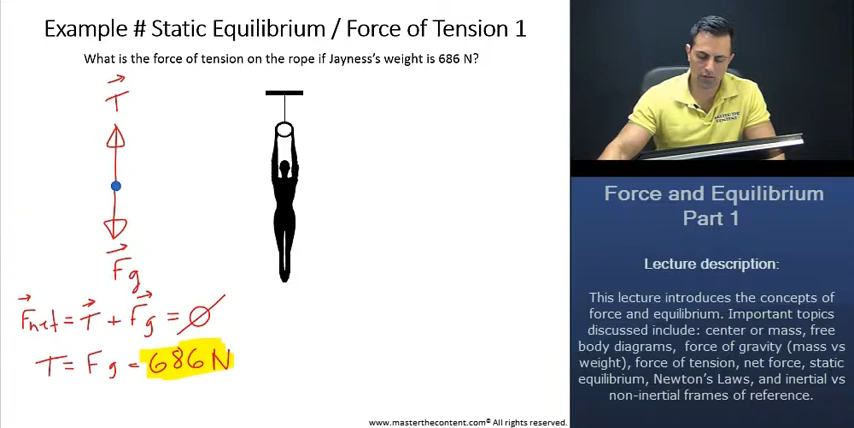 Example # Static Equilibrium / Force of Tension 1
What is the force of tension on the rope if Jayness's weight is 686 N?
T
Fg
Fnet = T + Fg = ∅
T = Fg = 686 N
www.masterthecontent.com© All rights reserved.
MASTER THE
CONTENT
Force and Equilibrium
Part 1
Lecture description:
This lecture introduces the concepts of
force and equilibrium. Important topics
discussed include: center or mass, free
body diagrams, force of gravity (mass vs
weight), force of tension, net force, static
equilibrium, Newton's Laws, and inertial vs
non-inertial frames of reference.